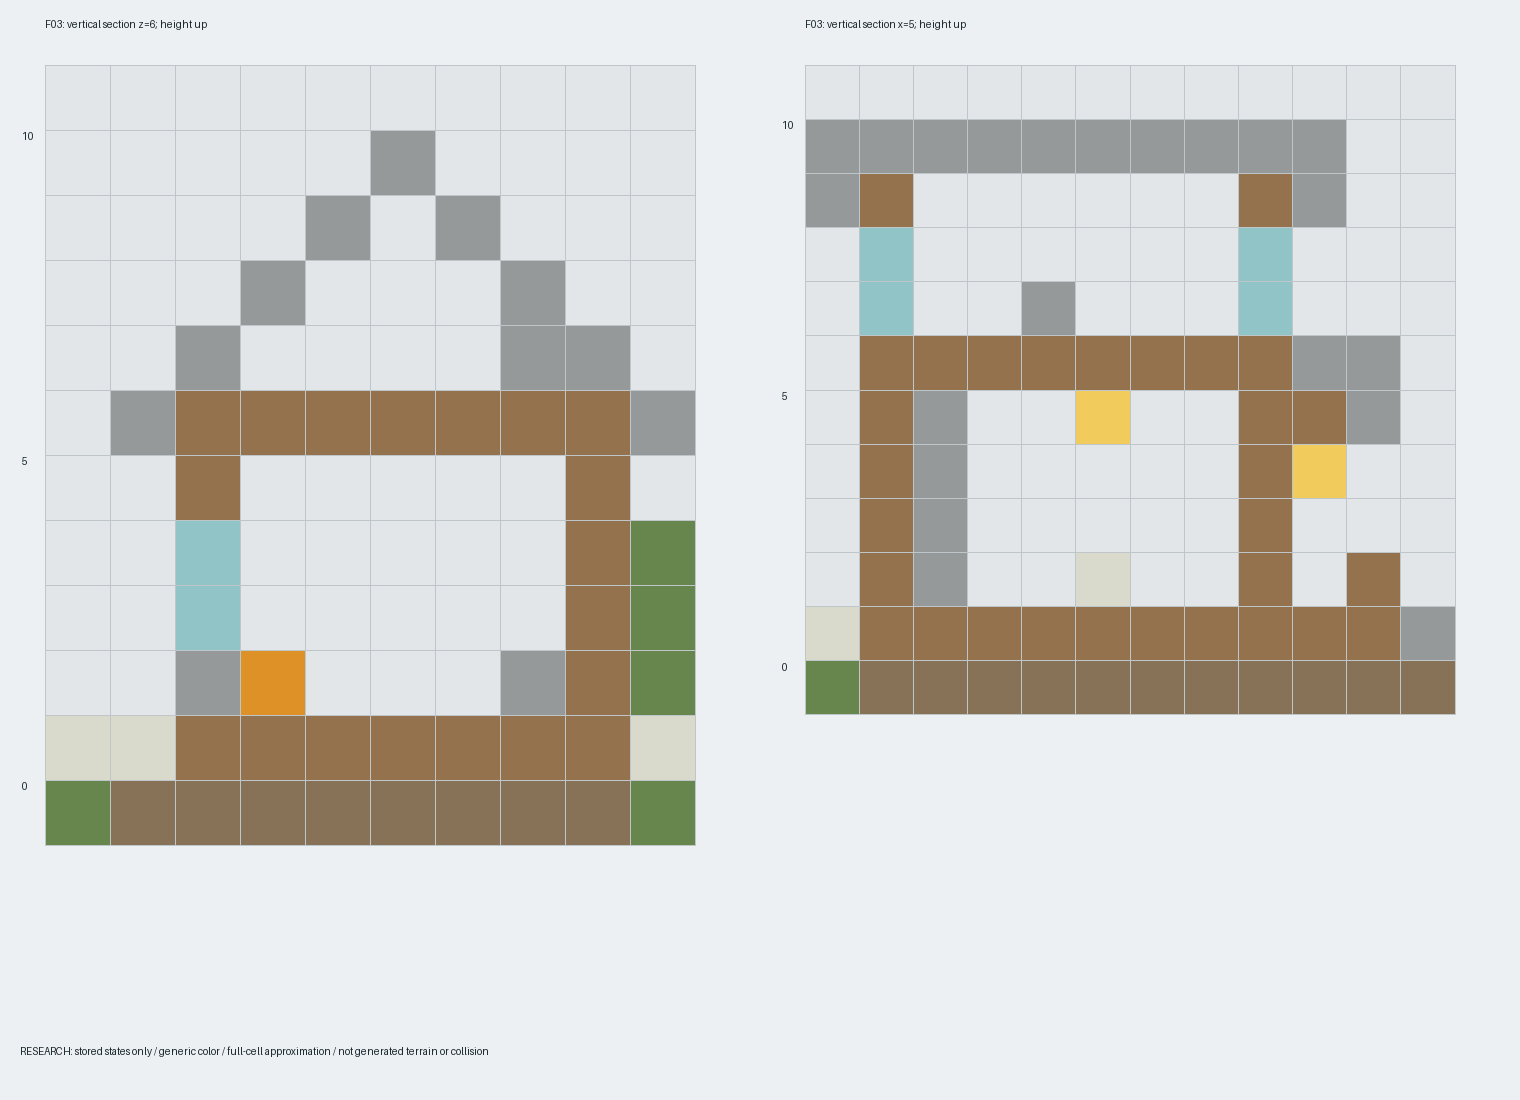 F03: vertical section z=6; height up
F03: vertical section x=5; height up
10
5
0
10
5
0
RESEARCH: stored states only / generic color / full-cell approximation / not generated terrain or collision